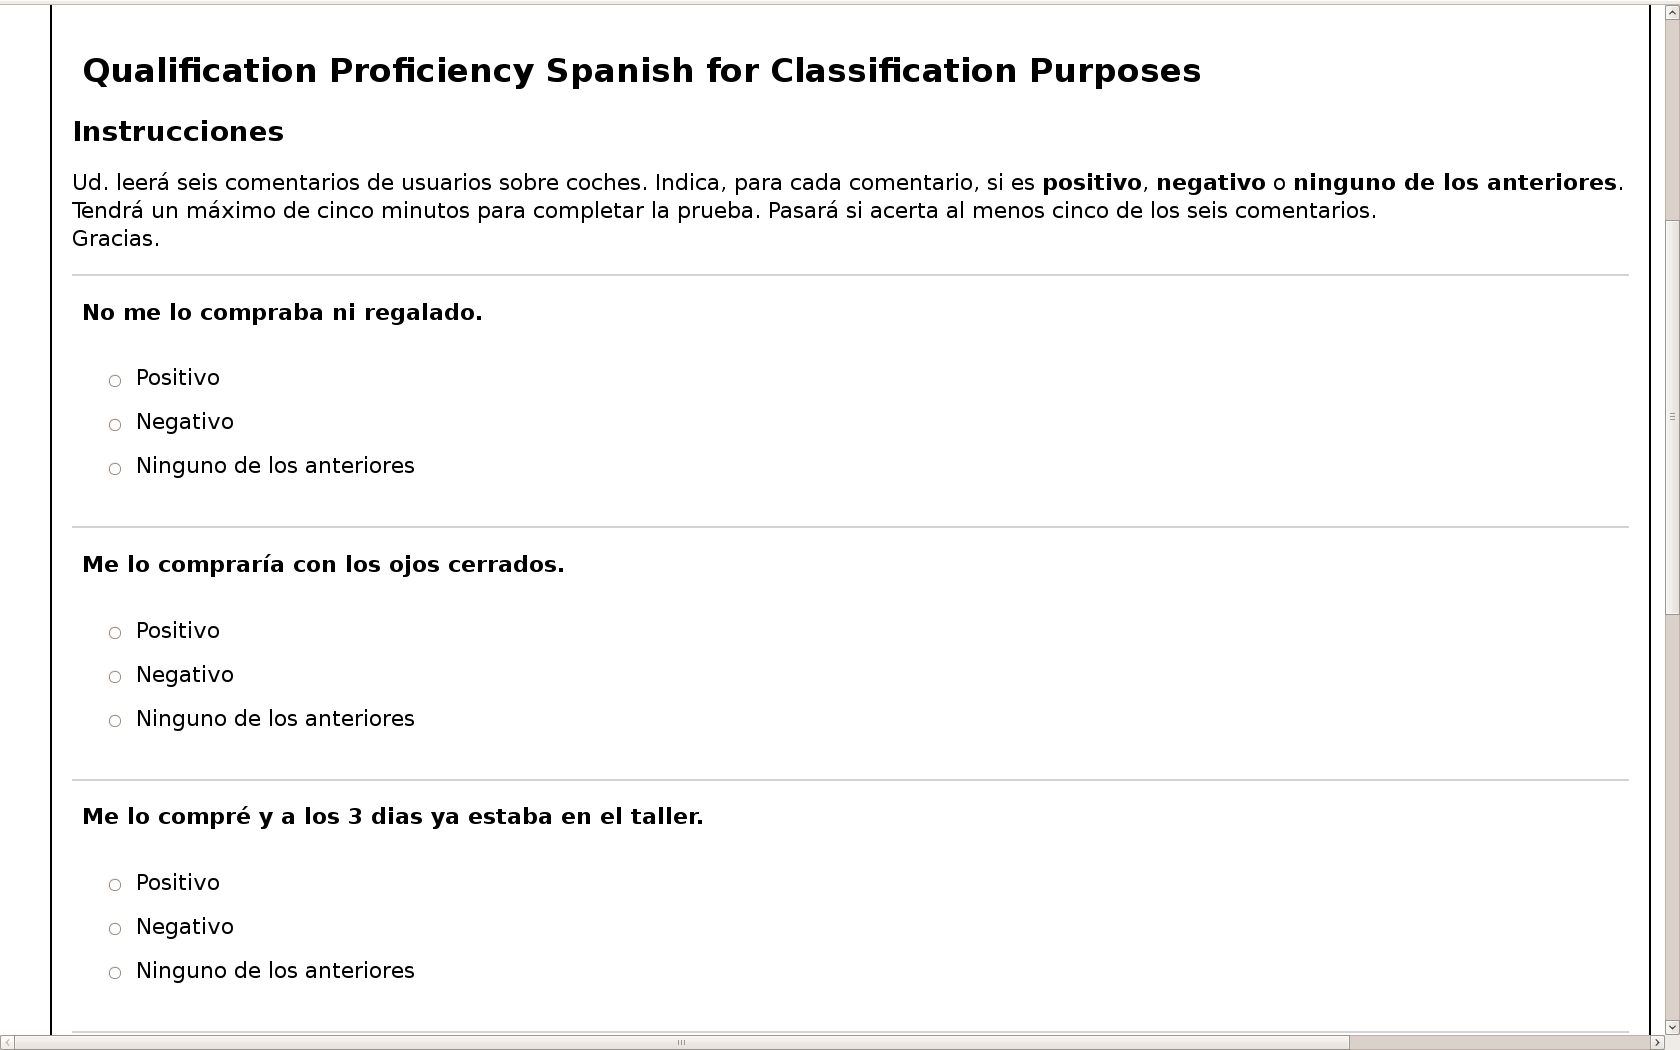 Qualification Proficiency Spanish for Classification Purposes
Instrucciones
Ud. leerá seis comentarios de usuarios sobre coches. Indica, para cada comentario, si es positivo, negativo o ninguno de los anteriores.
Tendrá un máximo de cinco minutos para completar la prueba. Pasará si acerta al menos cinco de los seis comentarios.
Gracias.
No me lo compraba ni regalado.
Positivo
Negativo
Ninguno de los anteriores
Me lo compraría con los ojos cerrados.
Positivo
Negativo
Ninguno de los anteriores
Me lo compré y a los 3 dias ya estaba en el taller.
Positivo
Negativo
Ninguno de los anteriores